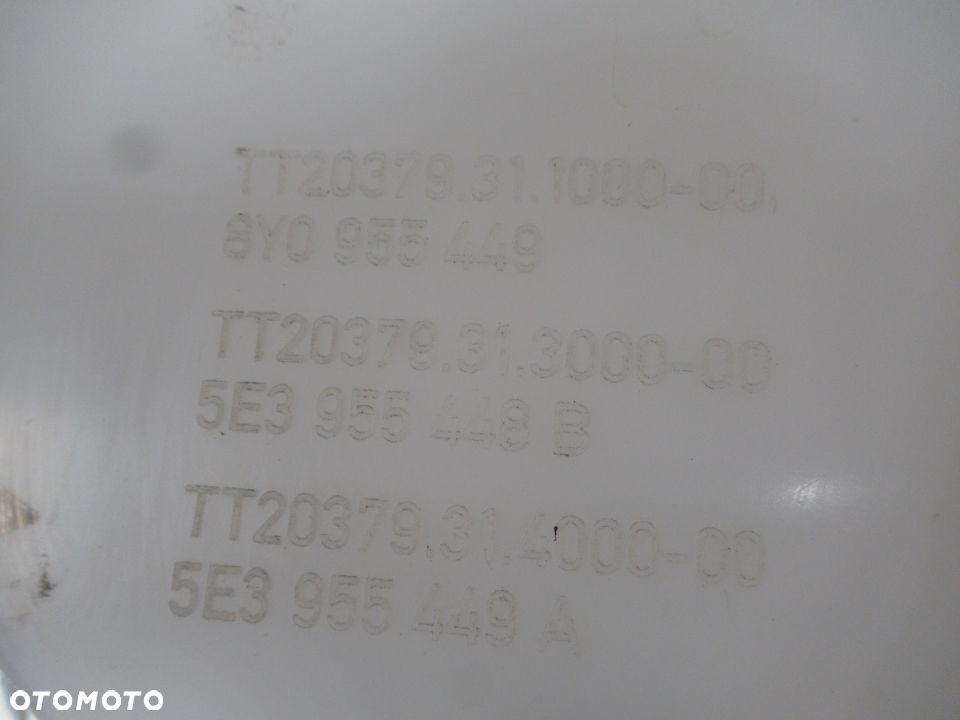 TT20379.31.1000-00
8Y0 955 449
TT20379.31.3000-00
5E3 955 448 B
TT20379.31.4000-00
5E3 955 449 A
OTOMOTO